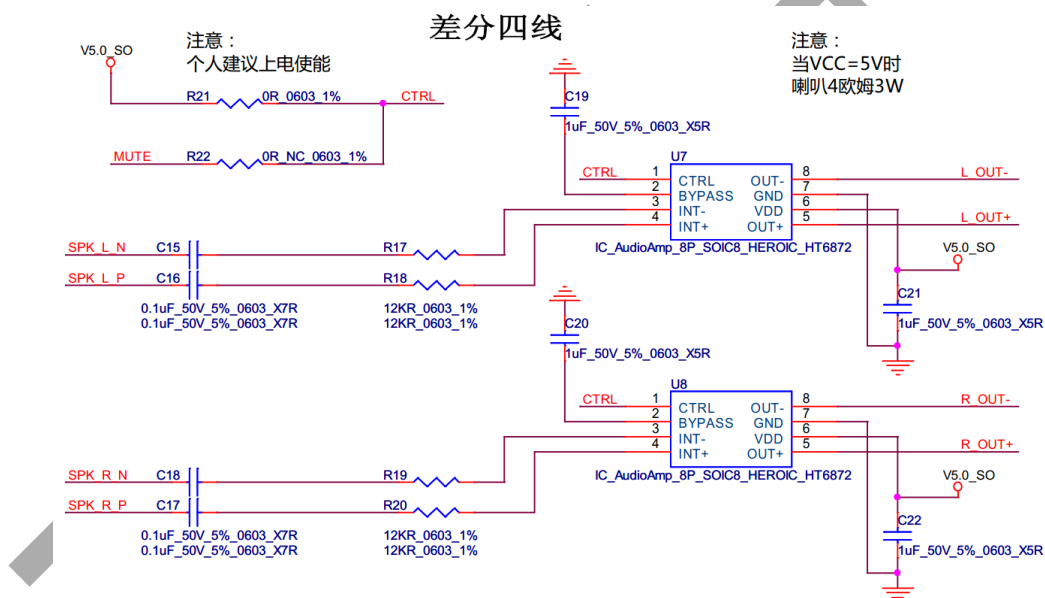 差分四线
注意：
个人建议上电使能
注意：
当VCC=5V时
喇叭4欧姆3W
V5.0_SO
R21 0R_0603_1% CTRL
MUTE R22 0R_NC_0603_1%
C19
1uF_50V_5%_0603_X5R
U7
CTRL 1 CTRL OUT- 8 L_OUT-
2 BYPASS GND 7
3 INT- VDD 6
4 INT+ OUT+ 5 L_OUT+
IC_AudioAmp_8P_SOIC8_HEROIC_HT6872
V5.0_SO
SPK_L_N C15 R17
SPK_L_P C16 R18
0.1uF_50V_5%_0603_X7R 12KR_0603_1%
0.1uF_50V_5%_0603_X7R 12KR_0603_1%
C21
1uF_50V_5%_0603_X5R
C20
1uF_50V_5%_0603_X5R
U8
CTRL 1 CTRL OUT- 8 R_OUT-
2 BYPASS GND 7
3 INT- VDD 6
4 INT+ OUT+ 5 R_OUT+
IC_AudioAmp_8P_SOIC8_HEROIC_HT6872
V5.0_SO
SPK_R_N C18 R19
SPK_R_P C17 R20
0.1uF_50V_5%_0603_X7R 12KR_0603_1%
0.1uF_50V_5%_0603_X7R 12KR_0603_1%
C22
1uF_50V_5%_0603_X5R